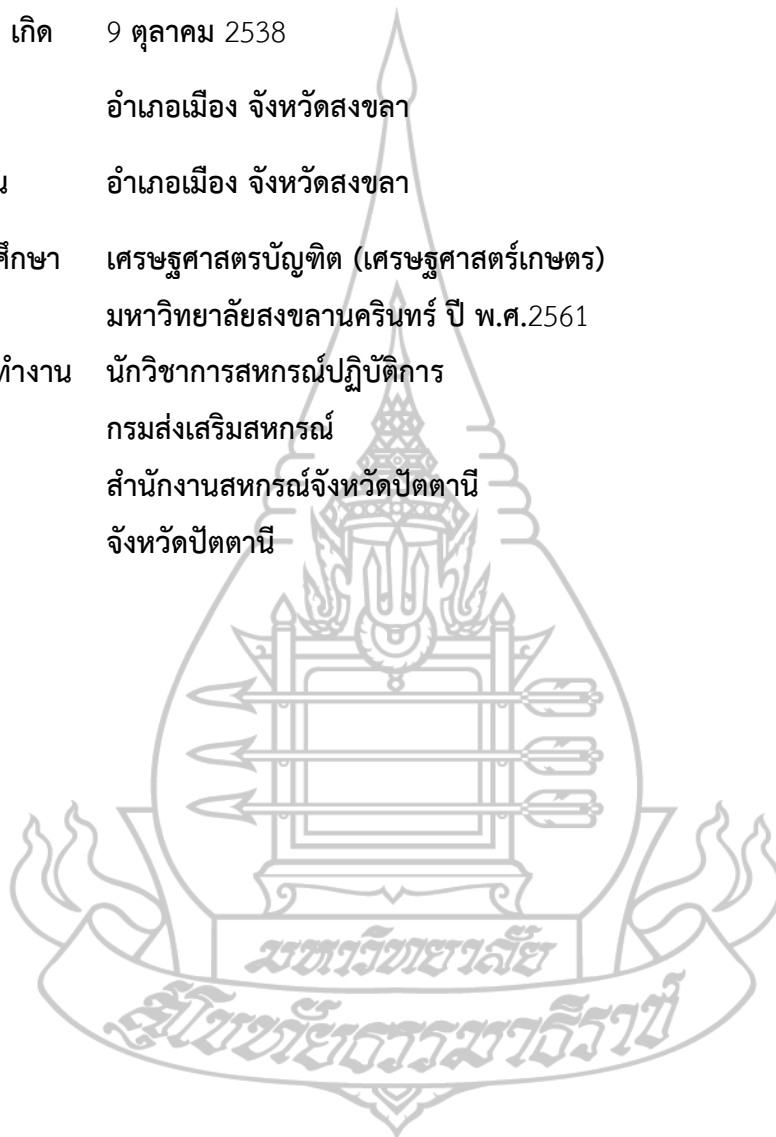 เกิด 9 ตุลาคม 2538
อำเภอเมือง จังหวัดสงขลา
น อำเภอเมือง จังหวัดสงขลา
ศึกษา เศรษฐศาสตรบัญฑิต (เศรษฐศาสตร์เกษตร)
มหาวิทยาลัยสงขลานครินทร์ ปี พ.ศ.2561
ทำงาน นักวิชาการสหกรณ์ปฏิบัติการ
กรมส่งเสริมสหกรณ์
สำนักงานสหกรณ์จังหวัดปัตตานี
จังหวัดปัตตานี
มหาวิทยาลัย
สุโขทัยธรรมาธิราช